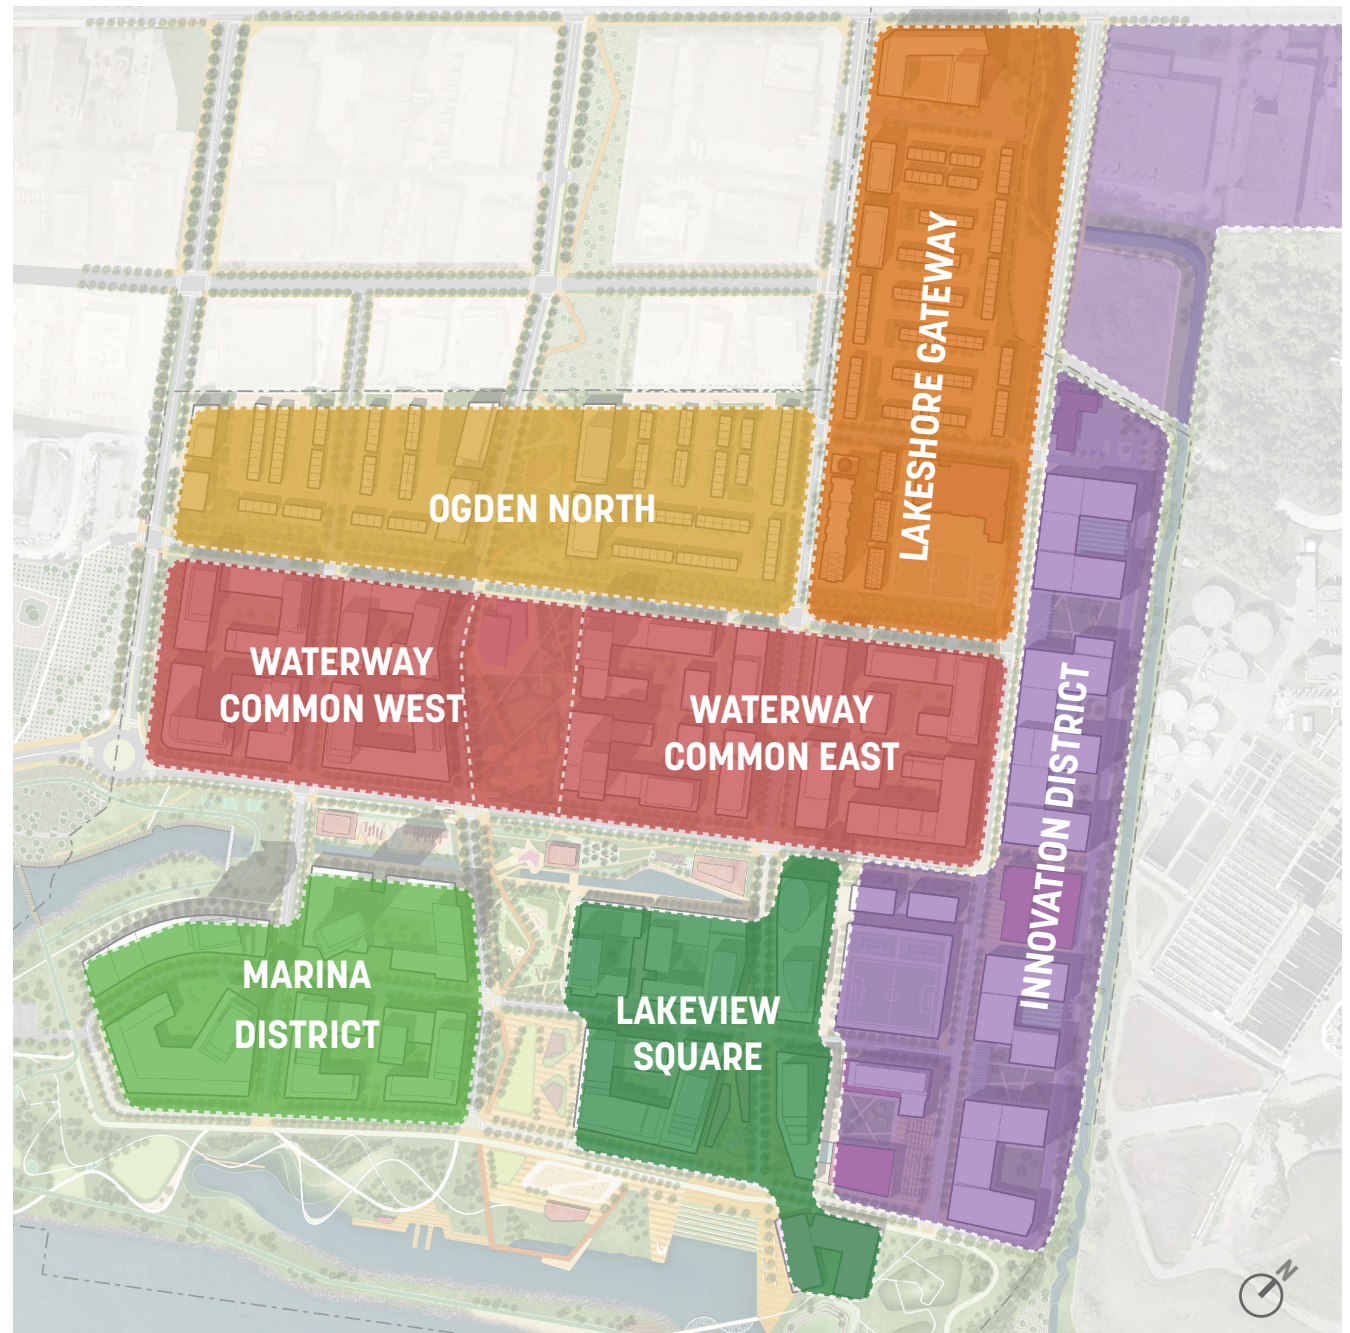 LAKESHORE GATEWAY
OGDEN NORTH
WATERWAY
COMMON WEST
WATERWAY
COMMON EAST
INNOVATION DISTRICT
MARINA
DISTRICT
LAKEVIEW
SQUARE
N